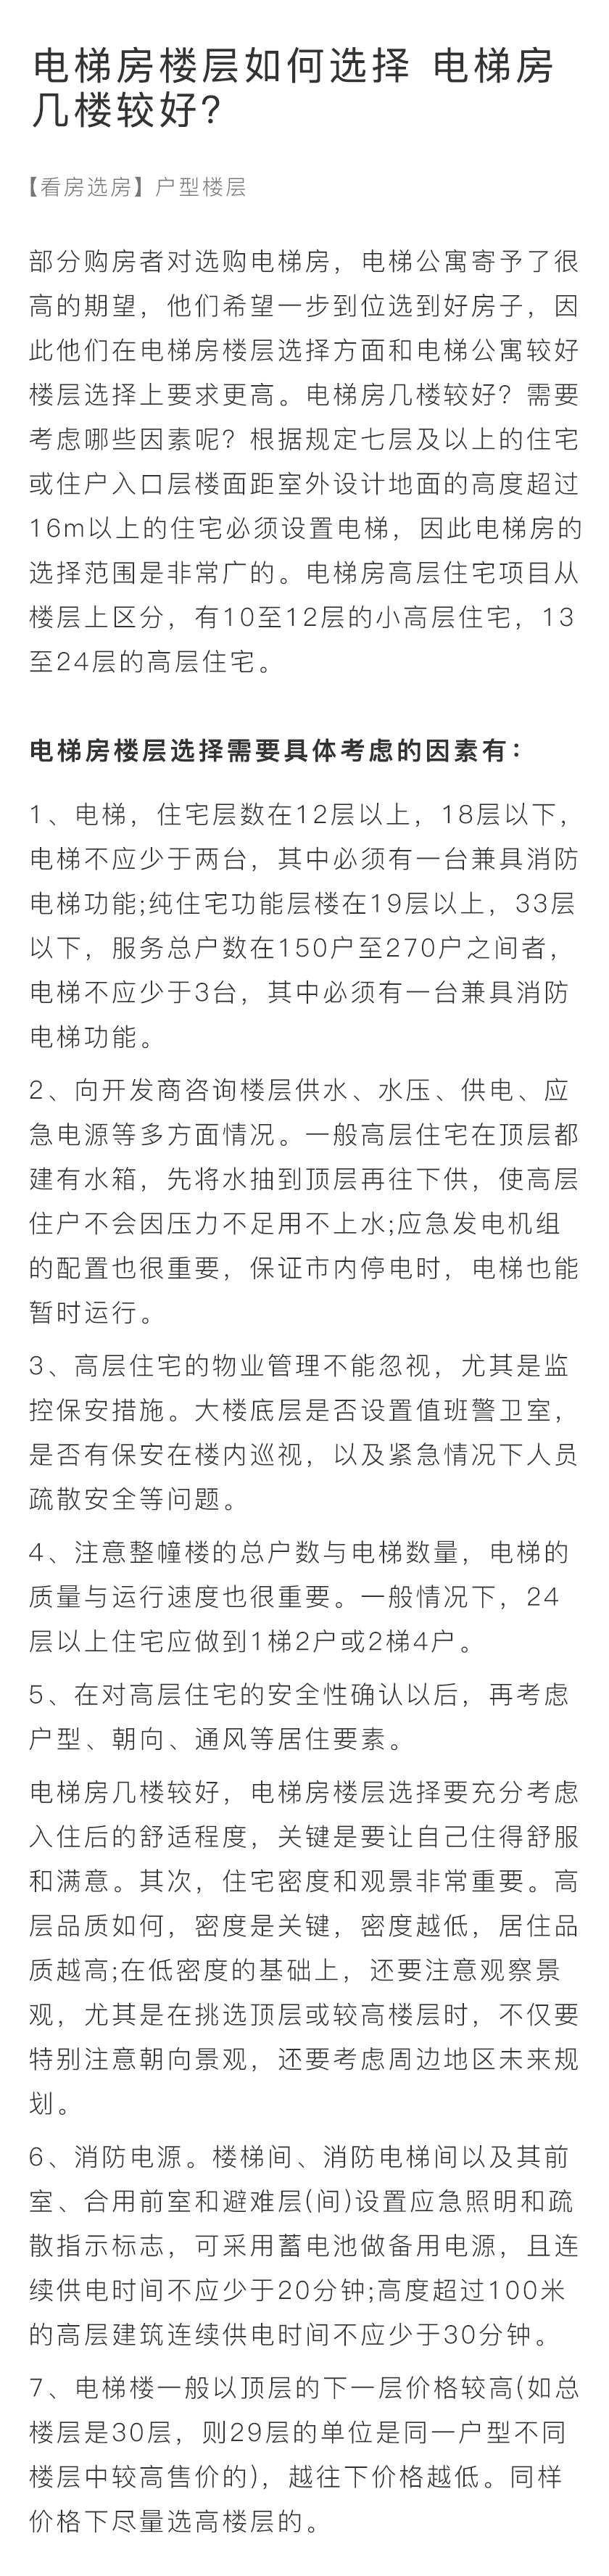 电梯房楼层如何选择 电梯房
几楼较好？
【看房选房】户型楼层
部分购房者对选购电梯房，电梯公寓寄予了很
高的期望，他们希望一步到位选到好房子，因
此他们在电梯房楼层选择方面和电梯公寓较好
楼层选择上要求更高。电梯房几楼较好？需要
考虑哪些因素呢？根据规定七层及以上的住宅
或住户入口层楼面距室外设计地面的高度超过
16m以上的住宅必须设置电梯，因此电梯房的
选择范围是非常广的。电梯房高层住宅项目从
楼层上区分，有10至12层的小高层住宅，13
至24层的高层住宅。
电梯房楼层选择需要具体考虑的因素有：
1、电梯，住宅层数在12层以上，18层以下，
电梯不应少于两台，其中必须有一台兼具消防
电梯功能;纯住宅功能层楼在19层以上，33层
以下，服务总户数在150户至270户之间者，
电梯不应少于3台，其中必须有一台兼具消防
电梯功能。
2、向开发商咨询楼层供水、水压、供电、应
急电源等多方面情况。一般高层住宅在顶层都
建有水箱，先将水抽到顶层再往下供，使高层
住户不会因压力不足用不上水;应急发电机组
的配置也很重要，保证市内停电时，电梯也能
暂时运行。
3、高层住宅的物业管理不能忽视，尤其是监
控保安措施。大楼底层是否设置值班警卫室，
是否有保安在楼内巡视，以及紧急情况下人员
疏散安全等问题。
4、注意整幢楼的总户数与电梯数量，电梯的
质量与运行速度也很重要。一般情况下，24
层以上住宅应做到1梯2户或2梯4户。
5、在对高层住宅的安全性确认以后，再考虑
户型、朝向、通风等居住要素。
电梯房几楼较好，电梯房楼层选择要充分考虑
入住后的舒适程度，关键是要让自己住得舒服
和满意。其次，住宅密度和观景非常重要。高
层品质如何，密度是关键，密度越低，居住品
质越高;在低密度的基础上，还要注意观察景
观，尤其是在挑选顶层或较高楼层时，不仅要
特别注意朝向景观，还要考虑周边地区未来规
划。
6、消防电源。楼梯间、消防电梯间以及其前
室、合用前室和避难层(间)设置应急照明和疏
散指示标志，可采用蓄电池做备用电源，且连
续供电时间不应少于20分钟;高度超过100米
的高层建筑连续供电时间不应少于30分钟。
7、电梯楼一般以顶层的下一层价格较高(如总
楼层是30层，则29层的单位是同一户型不同
楼层中较高售价的)，越往下价格越低。同样
价格下尽量选高楼层的。